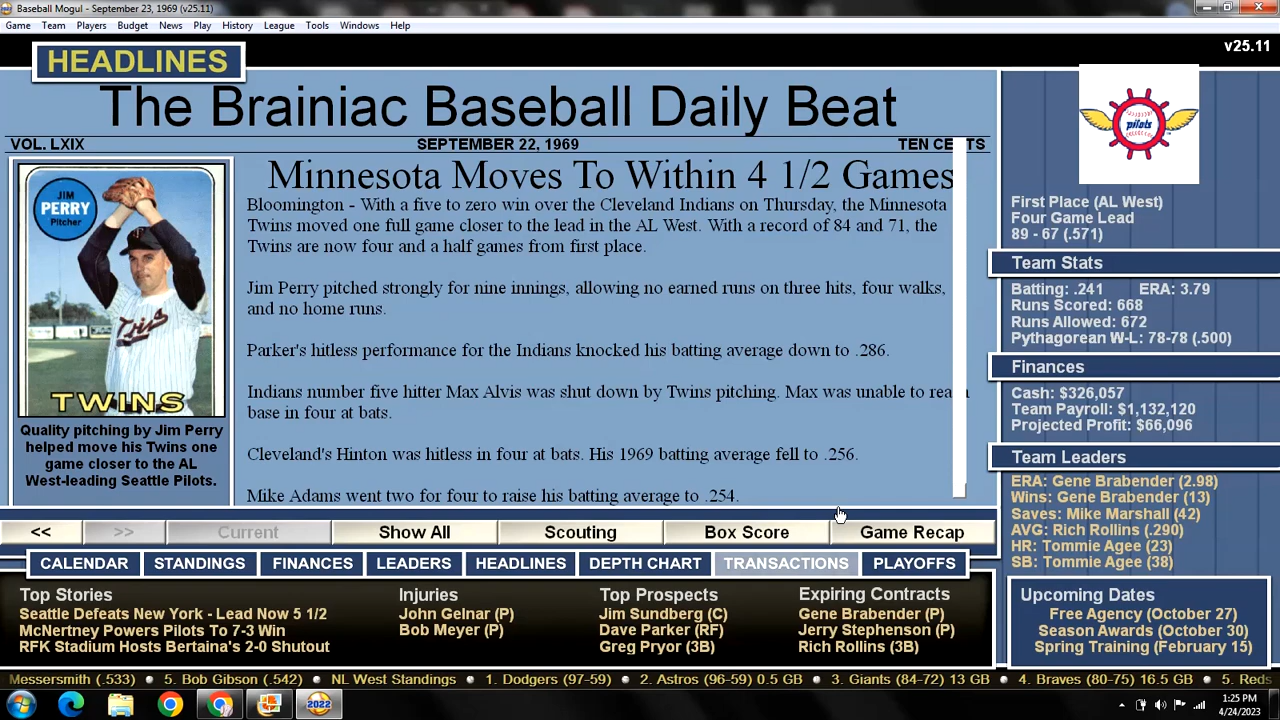 Baseball Mogul - September 23, 1969 (v25.11)
Game Team Players Budget News Play History League Tools Windows Help
HEADLINES
v25.11
The Brainiac Baseball Daily Beat
VOL. LXIX SEPTEMBER 22, 1969 TEN CE TS
Minnesota Moves To Within 4 1/2 Games
Bloomington - With a five to zero win over the Cleveland Indians on Thursday, the Minnesota
Twins moved one full game closer to the lead in the AL West. With a record of 84 and 71, the
Twins are now four and a half games from first place.
Jim Perry pitched strongly for nine innings, allowing no earned runs on three hits, four walks,
and no home runs.
Parker's hitless performance for the Indians knocked his batting average down to .286.
Indians number five hitter Max Alvis was shut down by Twins pitching. Max was unable to rea h
base in four at bats.
Cleveland's Hinton was hitless in four at bats. His 1969 batting average fell to .256.
Mike Adams went two for four to raise his batting average to .254.
JIM
PERRY
Pitcher
Twins
TWINS
Quality pitching by Jim Perry
helped move his Twins one
game closer to the AL
West-leading Seattle Pilots.
pilots
First Place (AL West)
Four Game Lead
89 - 67 (.571)
Team Stats
Batting: .241 ERA: 3.79
Runs Scored: 668
Runs Allowed: 672
Pythagorean W-L: 78-78 (.500)
Finances
Cash: $326,057
Team Payroll: $1,132,120
Projected Profit: $66,096
Team Leaders
ERA: Gene Brabender (2.98)
Wins: Gene Brabender (13)
Saves: Mike Marshall (42)
AVG: Rich Rollins (.290)
HR: Tommie Agee (23)
SB: Tommie Agee (38)
<< >> Current Show All Scouting Box Score Game Recap
CALENDAR STANDINGS FINANCES LEADERS HEADLINES DEPTH CHART TRANSACTIONS PLAYOFFS
Top Stories
Seattle Defeats New York - Lead Now 5 1/2
McNertney Powers Pilots To 7-3 Win
RFK Stadium Hosts Bertaina's 2-0 Shutout
Injuries
John Gelnar (P)
Bob Meyer (P)
Top Prospects
Jim Sundberg (C)
Dave Parker (RF)
Greg Pryor (3B)
Expiring Contracts
Gene Brabender (P)
Jerry Stephenson (P)
Rich Rollins (3B)
Upcoming Dates
Free Agency (October 27)
Season Awards (October 30)
Spring Training (February 15)
Messersmith (.533) • 5. Bob Gibson (.542) • NL West Standings • 1. Dodgers (97-59) • 2. Astros (96-59) 0.5 GB • 3. Giants (84-72) 13 GB • 4. Braves (80-75) 16.5 GB • 5. Reds
2022
1:25 PM
4/24/2023